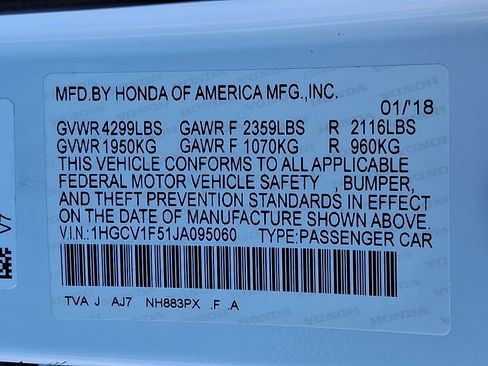 MFD.BY HONDA OF AMERICA MFG.,INC.
01/'18
GVWR 4299LBS GAWR F 2359LBS R 2116LBS
GVWR 1950KG GAWR F 1070KG R 960KG
THIS VEHICLE CONFORMS TO ALL APPLICABLE
FEDERAL MOTOR VEHICLE SAFETY , BUMPER,
AND THEFT PREVENTION STANDARDS IN EFFECT
ON THE DATE OF MANUFACTURE SHOWN ABOVE.
V.I.N.:1HGCV1F51JA095060 TYPE:PASSENGER CAR
TVA J AJ7 NH883PX .F .A
V7